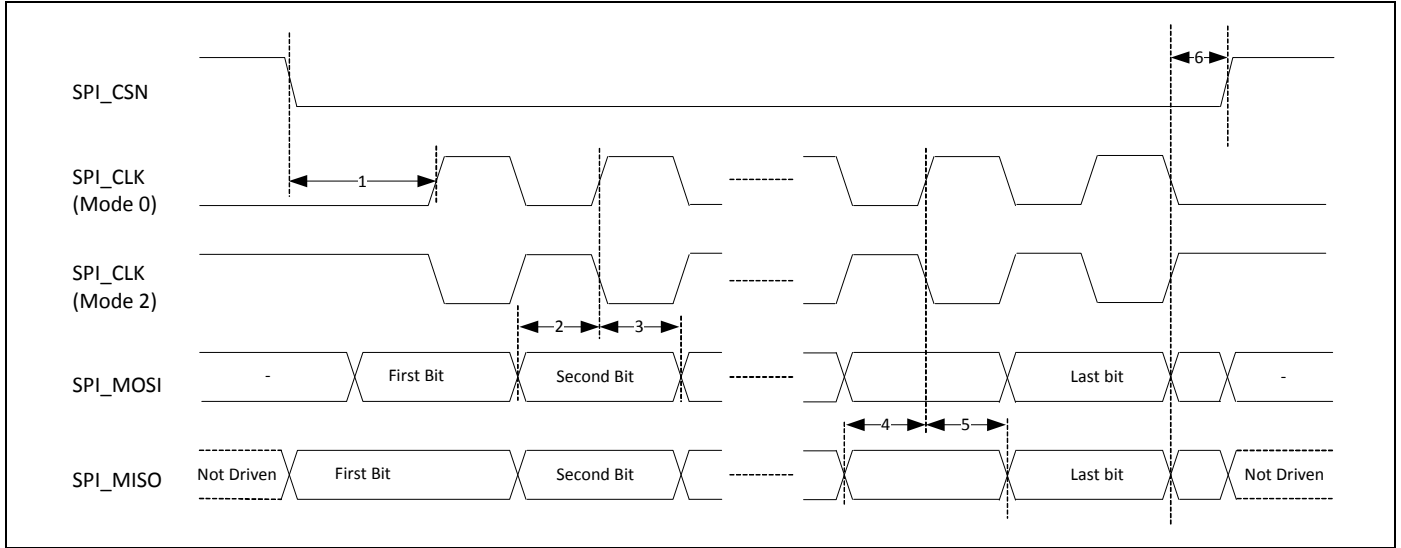 SPI_CSN
6
SPI_CLK
(Mode 0)
1
SPI_CLK
(Mode 2)
2
3
SPI_MOSI
-
First Bit
Second Bit
Last bit
-
4
5
SPI_MISO
Not Driven
First Bit
Second Bit
Last bit
Not Driven